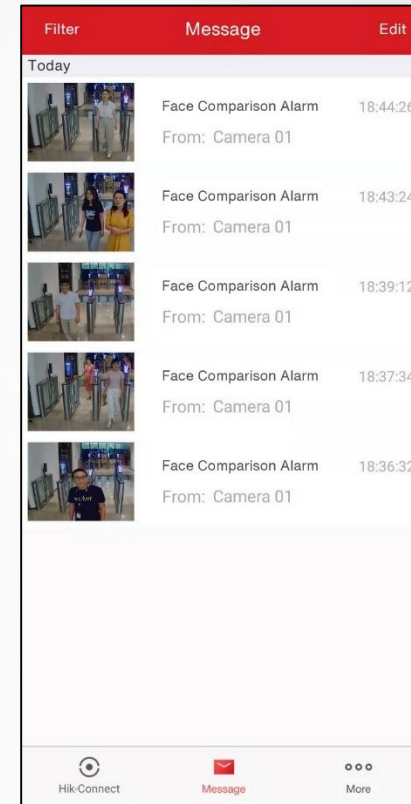 Filter Message Edit
Today
Face Comparison Alarm 18:44:26
From: Camera 01
Face Comparison Alarm 18:43:24
From: Camera 01
Face Comparison Alarm 18:39:12
From: Camera 01
Face Comparison Alarm 18:37:34
From: Camera 01
Face Comparison Alarm 18:36:32
From: Camera 01
Hik-Connect Message More